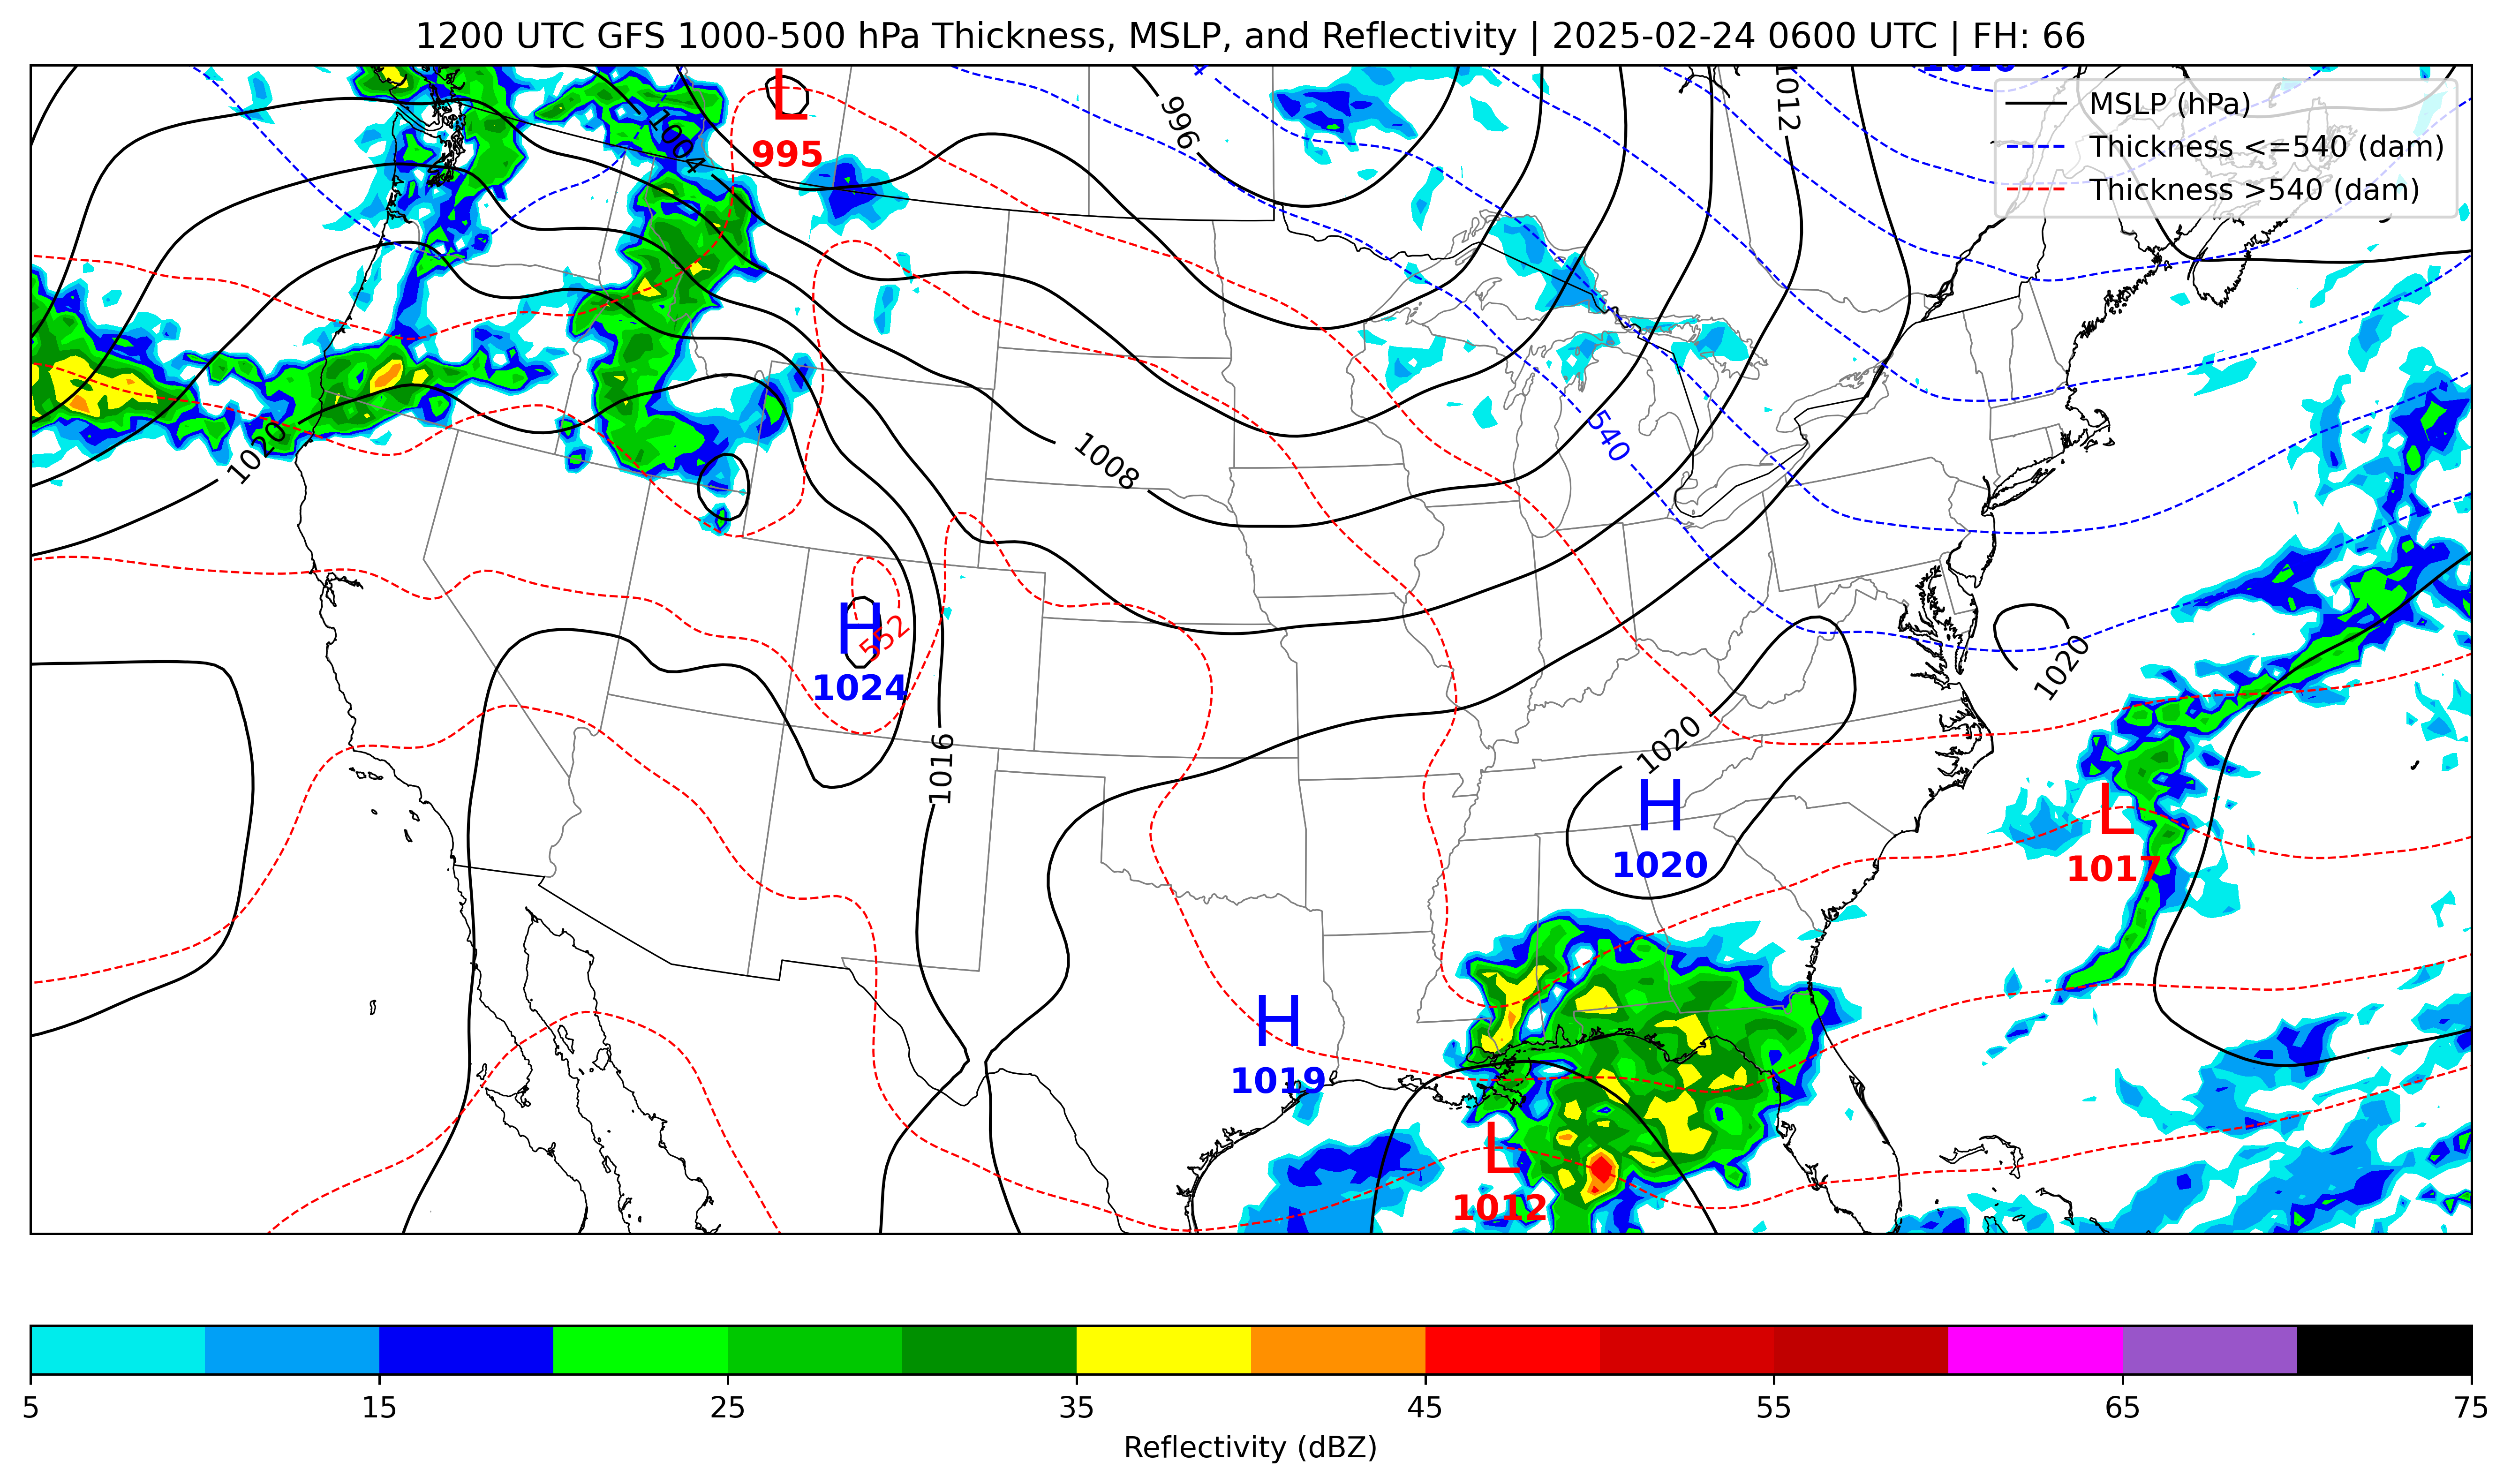 1200 UTC GFS 1000-500 hPa Thickness, MSLP, and Reflectivity | 2025-02-24 0600 UTC | FH: 66
MSLP (hPa)
Thickness <=540 (dam)
Thickness >540 (dam)
L
995
1004
996
1012
1020
1008
540
H
1024
552
1016
1020
1020
H
1020
L
1017
H
1019
L
1012
5 15 25 35 45 55 65 75
Reflectivity (dBZ)